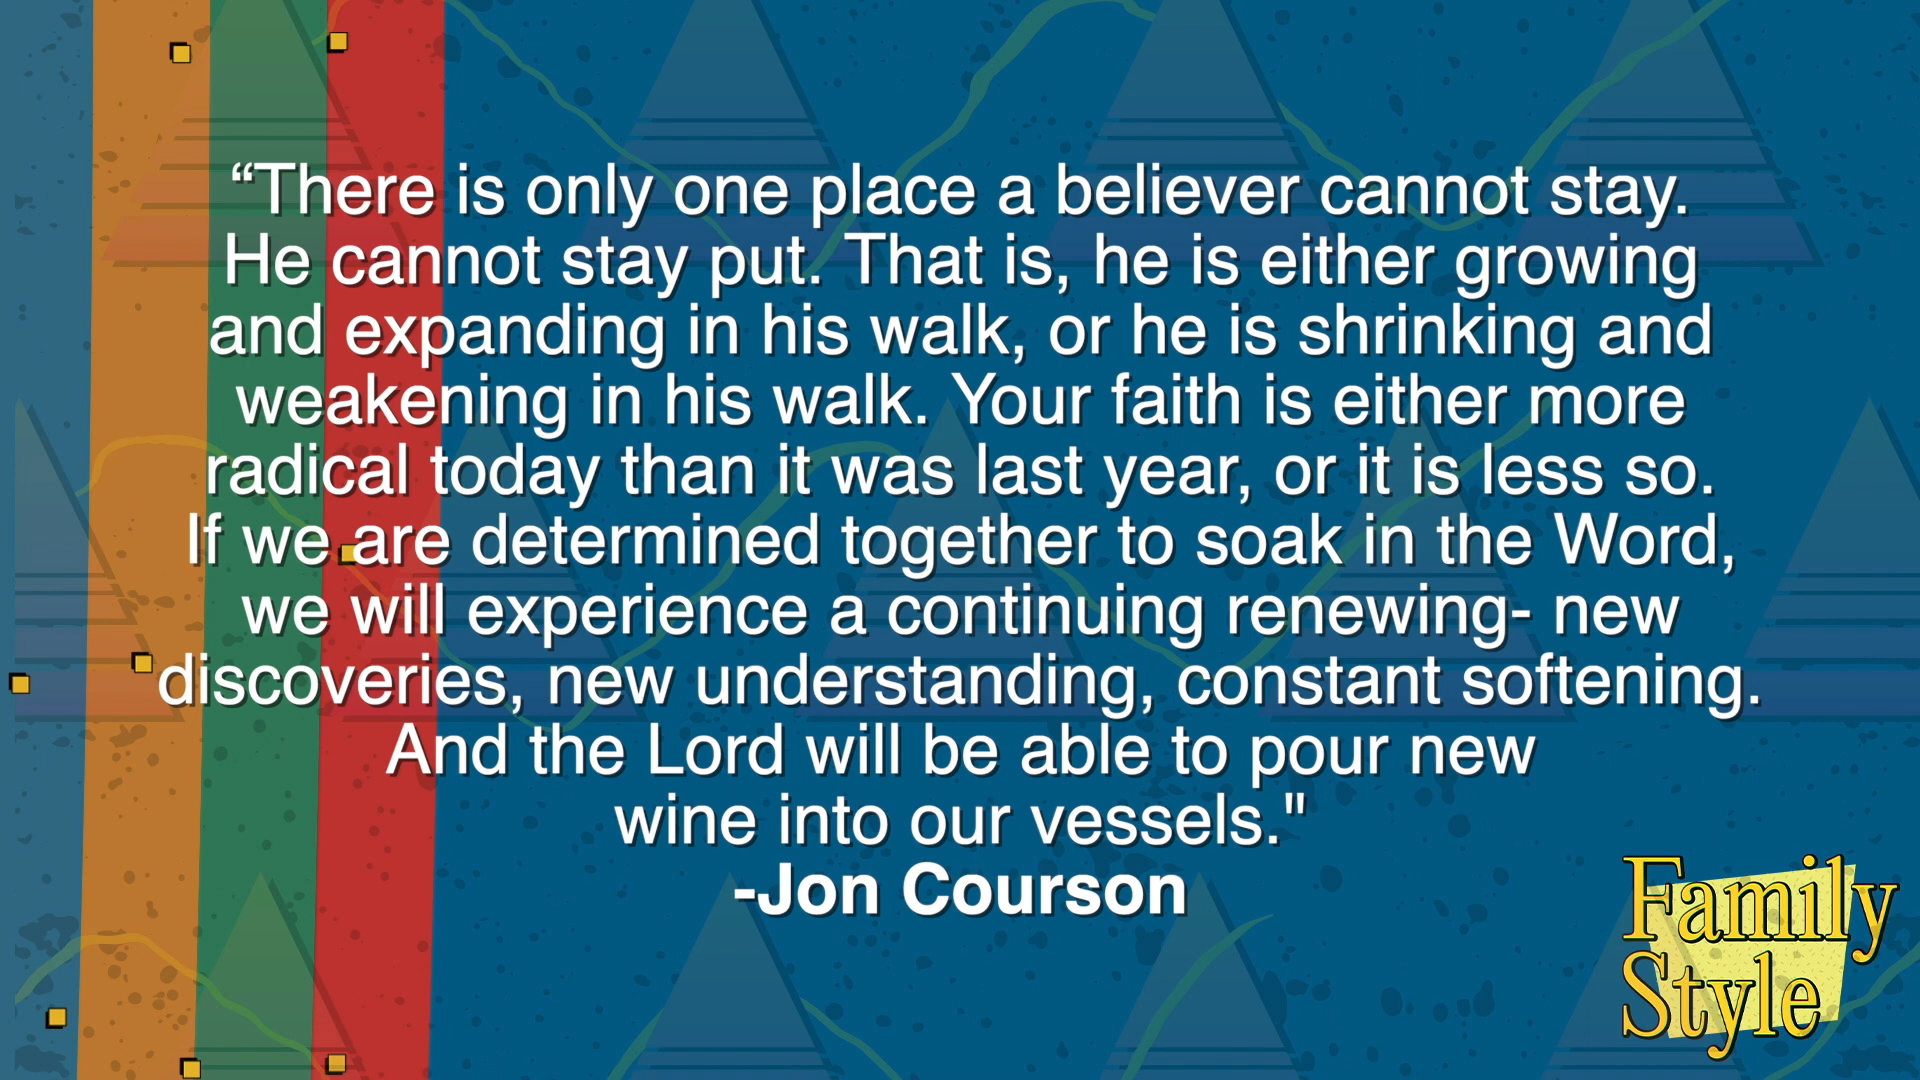 “There is only one place a believer cannot stay.
He cannot stay put. That is, he is either growing
and expanding in his walk, or he is shrinking and
weakening in his walk. Your faith is either more
radical today than it was last year, or it is less so.
If we are determined together to soak in the Word,
we will experience a continuing renewing- new
discoveries, new understanding, constant softening.
And the Lord will be able to pour new
wine into our vessels."
-Jon Courson
Family
Style